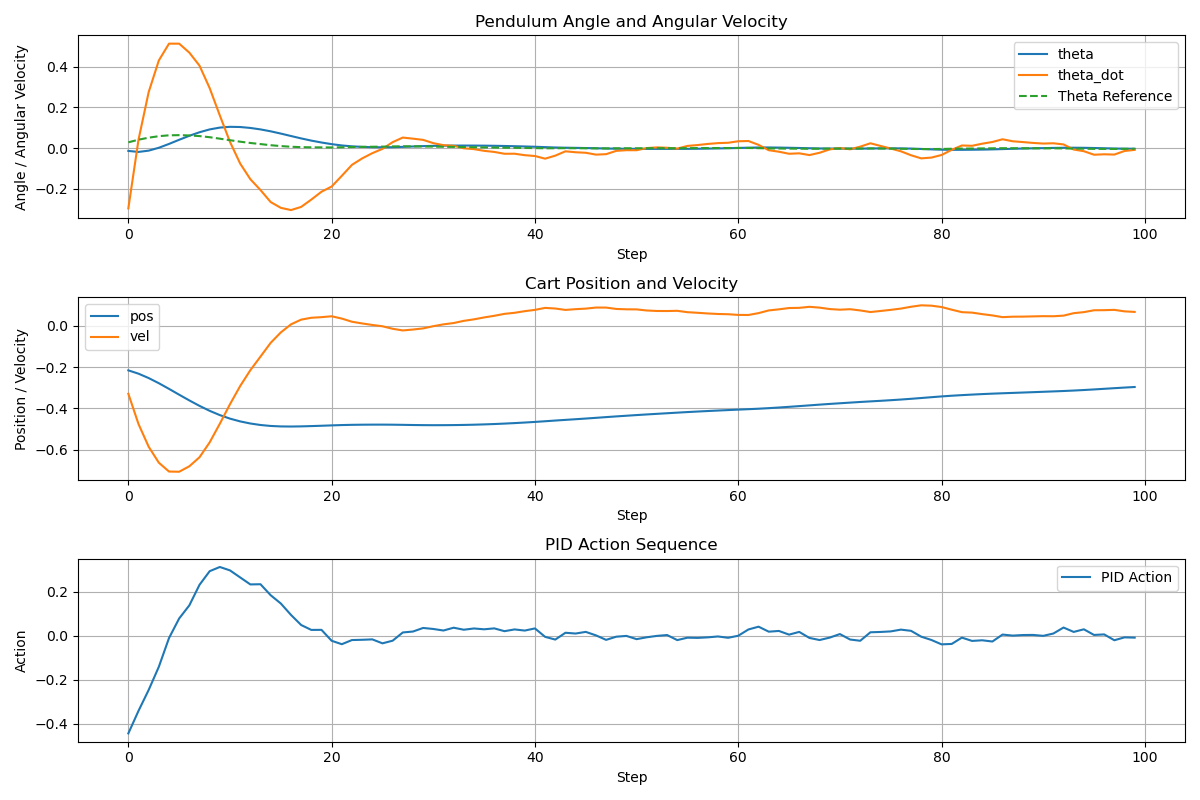 Pendulum Angle and Angular Velocity
Angle / Angular Velocity
0.4
0.2
0.0
−0.2
theta
theta_dot
Theta Reference
0 20 40 60 80 100
Step
Cart Position and Velocity
Position / Velocity
0.0
−0.2
−0.4
−0.6
pos
vel
0 20 40 60 80 100
Step
PID Action Sequence
Action
0.2
0.0
−0.2
−0.4
PID Action
0 20 40 60 80 100
Step